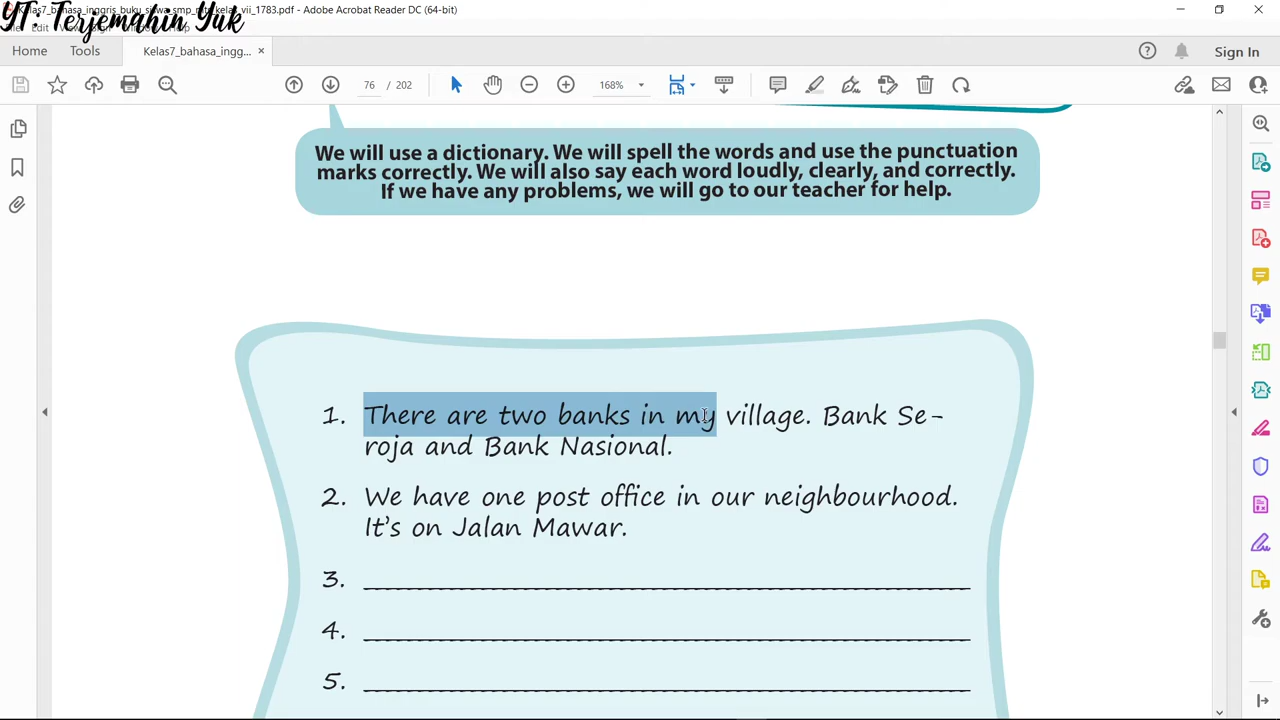 YT: Terjemahin Yuk
Kelas7_bahasa_inggris_buku_siswa_smp_mts_kelas_vii_1783.pdf - Adobe Acrobat Reader DC (64-bit)
Home Tools Kelas7_bahasa_ingg... × Sign In
76 / 202 168%
We will use a dictionary. We will spell the words and use the punctuation
marks correctly. We will also say each word loudly, clearly, and correctly.
If we have any problems, we will go to our teacher for help.
1. There are two banks in my village. Bank Se-
roja and Bank Nasional.
2. We have one post office in our neighbourhood.
It's on Jalan Mawar.
3.
4.
5.